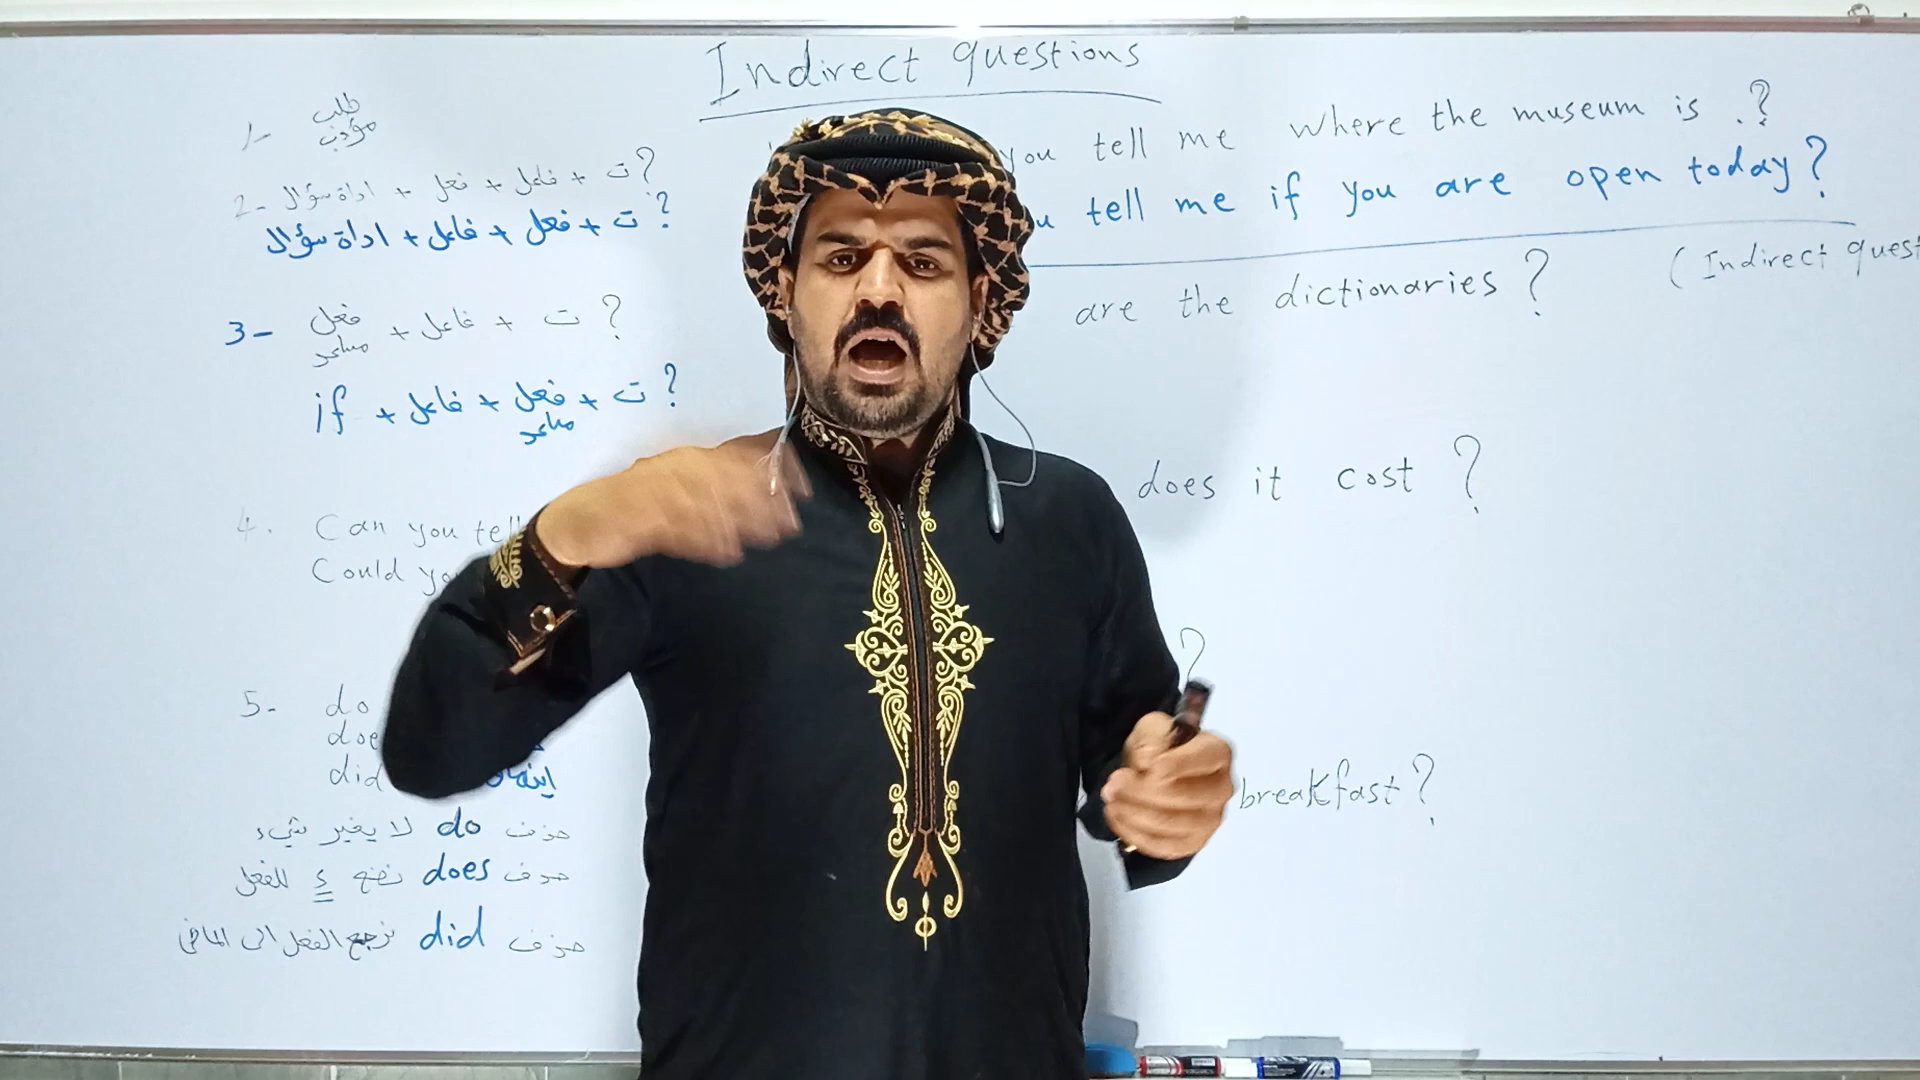 Indirect questions
1- طلب
مؤدب
2- اداة سؤال + فعل + فاعل + ت ?
اداة سؤال + فاعل + فعل + ت ?
3- فعل مساعد + فاعل + ت ?
if + فاعل + فعل مساعد + ت ?
4. Can you tell
Could yo
5- do
doe
did
حذف do لا يغير شيء
حذف does نضع s للفعل
حذف did نرجع الفعل الى الماضي
you tell me where the museum is .?
u tell me if you are open today?
(Indirect quest
are the dictionaries ?
does it cost ?
?
breakfast?